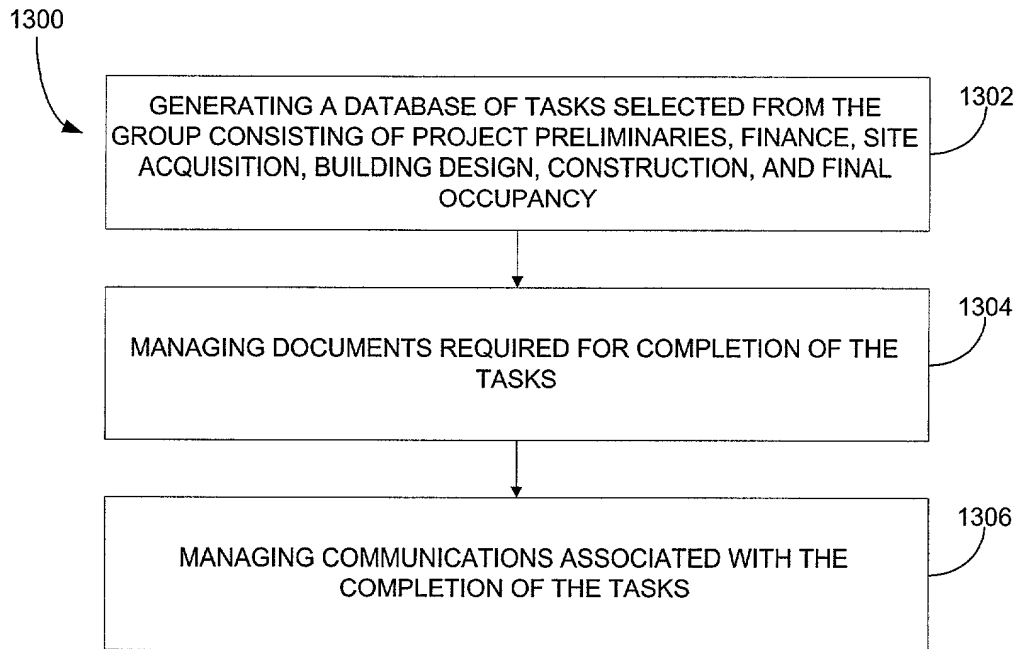 1300
GENERATING A DATABASE OF TASKS SELECTED FROM THE
GROUP CONSISTING OF PROJECT PRELIMINARIES, FINANCE, SITE
ACQUISITION, BUILDING DESIGN, CONSTRUCTION, AND FINAL
OCCUPANCY
1302
MANAGING DOCUMENTS REQUIRED FOR COMPLETION OF THE
TASKS
1304
MANAGING COMMUNICATIONS ASSOCIATED WITH THE
COMPLETION OF THE TASKS
1306